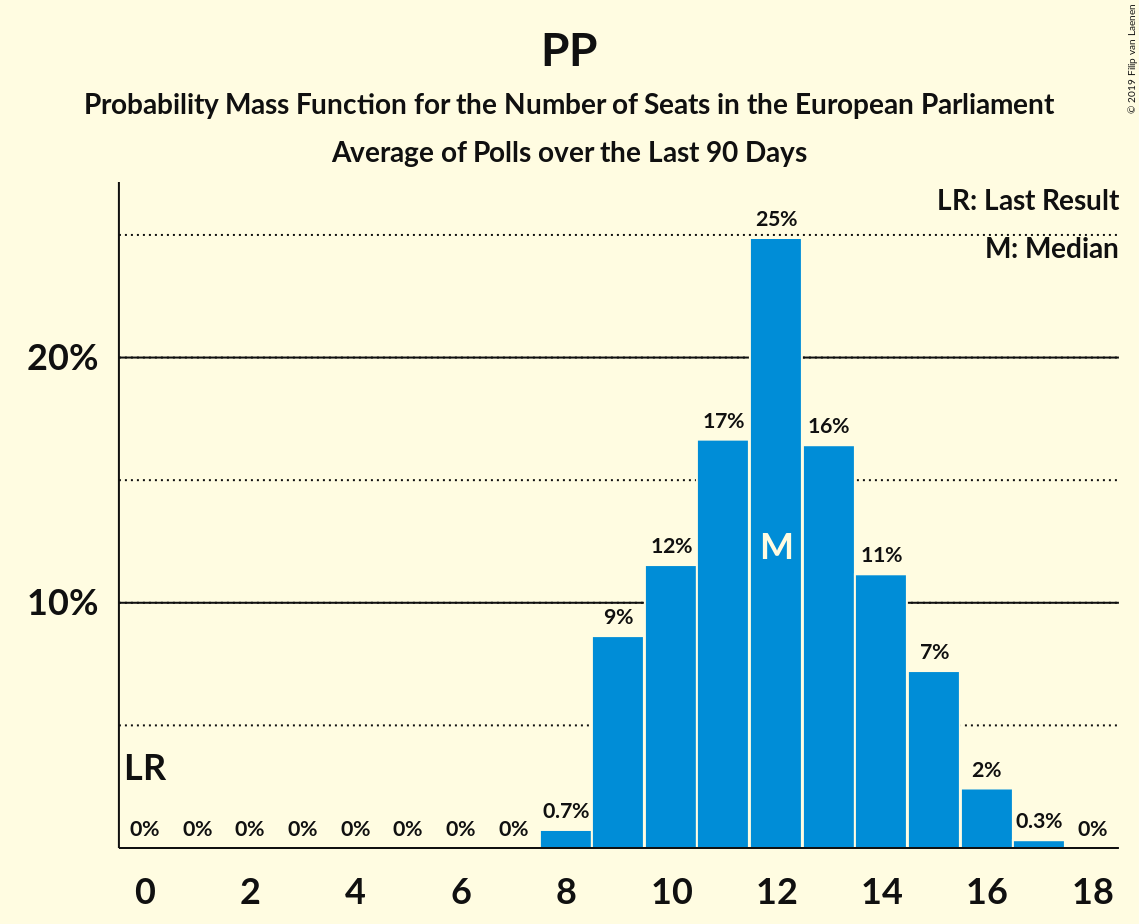 PP
Probability Mass Function for the Number of Seats in the European Parliament
Average of Polls over the Last 90 Days
© 2019 Filip van Laenen
LR: Last Result
M: Median
25%
20%
17%
16%
12%
M
11%
10%
9%
7%
LR
2%
0.7%
0.3%
0% 0% 0% 0% 0% 0% 0% 0% 0%
0 2 4 6 8 10 12 14 16 18